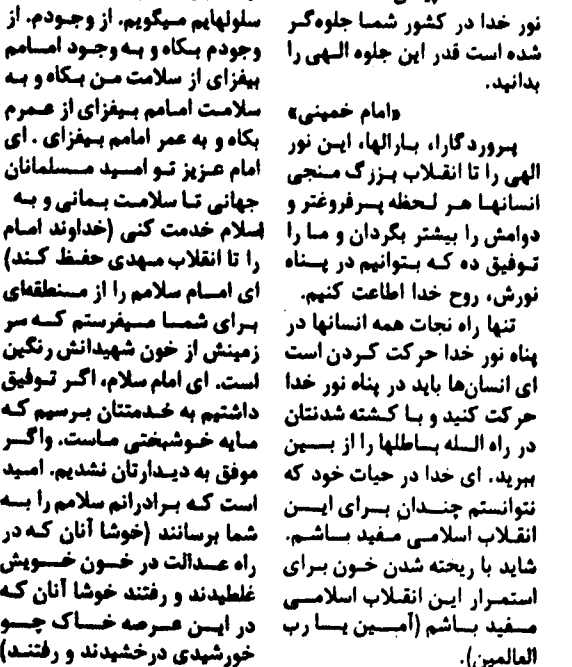 نور خدا در کشور شما جلوه‌گر
شده است قدر این جلوه الهی را
بدانید.
«امام خمینی»
پروردگارا، بارالها، این نور
الهی را تا انقلاب بزرگ منجی
انسانها هر لحظه پرفروغتر و
دوامش را بیشتر بگردان و ما را
توفیق ده که بتوانیم در پناه
نورش، روح خدا اطاعت کنیم.
تنها راه نجات همه انسانها در
پناه نور خدا حرکت کردن است
ای انسان‌ها باید در پناه نور خدا
حرکت کنید و با کشته شدنتان
در راه الله باطلها را از بین
ببرید. ای خدا در حیات خود که
نتوانستم چندان برای این
انقلاب اسلامی مفید باشم.
شاید با ریخته شدن خون برای
استمرار این انقلاب اسلامی
مفید باشم (آمین یا رب
العالمین).
سلولهایم میگویم. از وجودم. از
وجودم بکاه و به وجود امامم
بیفزای از سلامت من بکاه و به
سلامت امامم بیفزای از عمرم
بکاه و به عمر امامم بیفزای. ای
امام عزیز تو امید مسلمانان
جهانی تا سلامت بمانی و به
اسلام خدمت کنی (خداوند امام
را تا انقلاب مهدی حفظ کند)
ای امام سلامم را از منطقه‌ای
برای شما میفرستم که سر
زمینش از خون شهیدانش رنگین
است. ای امام سلام، اگر توفیق
داشتیم به خدمتتان برسیم که
مایه خوشبختی ماست. واگر
موفق به دیدارتان نشدیم. امید
است که برادرانم سلامم را به
شما برسانند (خوشا آنان که در
راه عدالت در خون خویش
غلطیدند و رفتند خوشا آنان که
در این عرصه خاک چو
خورشیدی درخشیدند و رفتند)